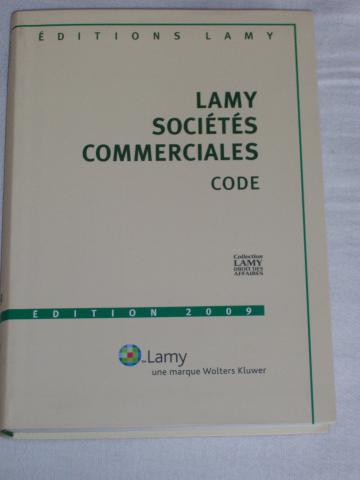 ÉDITIONS LAMY
LAMY
SOCIÉTÉS
COMMERCIALES
CODE
Collection
LAMY
DROIT DES
AFFAIRES
ÉDITION 2009
Lamy
une marque Wolters Kluwer